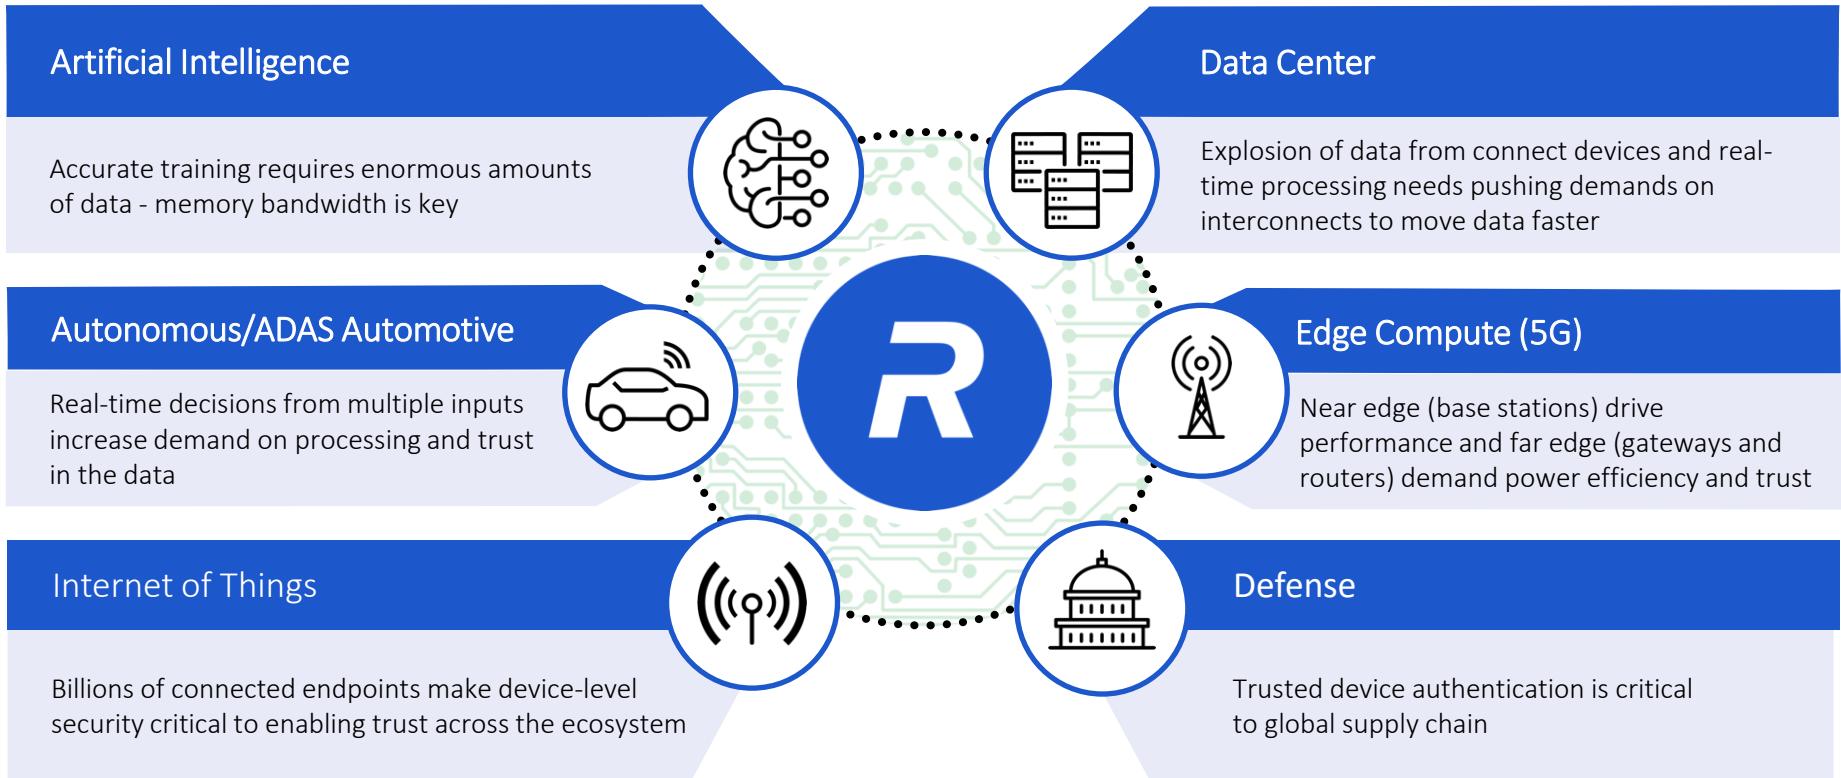 Artificial Intelligence
Accurate training requires enormous amounts
of data - memory bandwidth is key
Data Center
Explosion of data from connect devices and real-
time processing needs pushing demands on
interconnects to move data faster
Autonomous/ADAS Automotive
Real-time decisions from multiple inputs
increase demand on processing and trust
in the data
R
Edge Compute (5G)
Near edge (base stations) drive
performance and far edge (gateways and
routers) demand power efficiency and trust
Internet of Things
Billions of connected endpoints make device-level
security critical to enabling trust across the ecosystem
Defense
Trusted device authentication is critical
to global supply chain